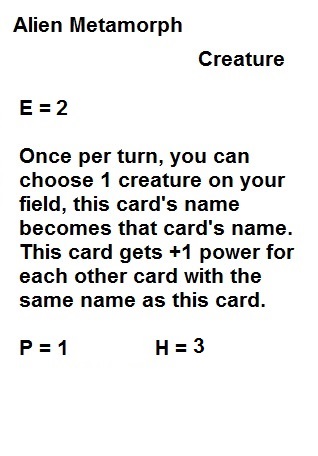 Alien Metamorph
Creature
E = 2
Once per turn, you can
choose 1 creature on your
field, this card's name
becomes that card's name.
This card gets +1 power for
each other card with the
same name as this card.
P = 1 H = 3